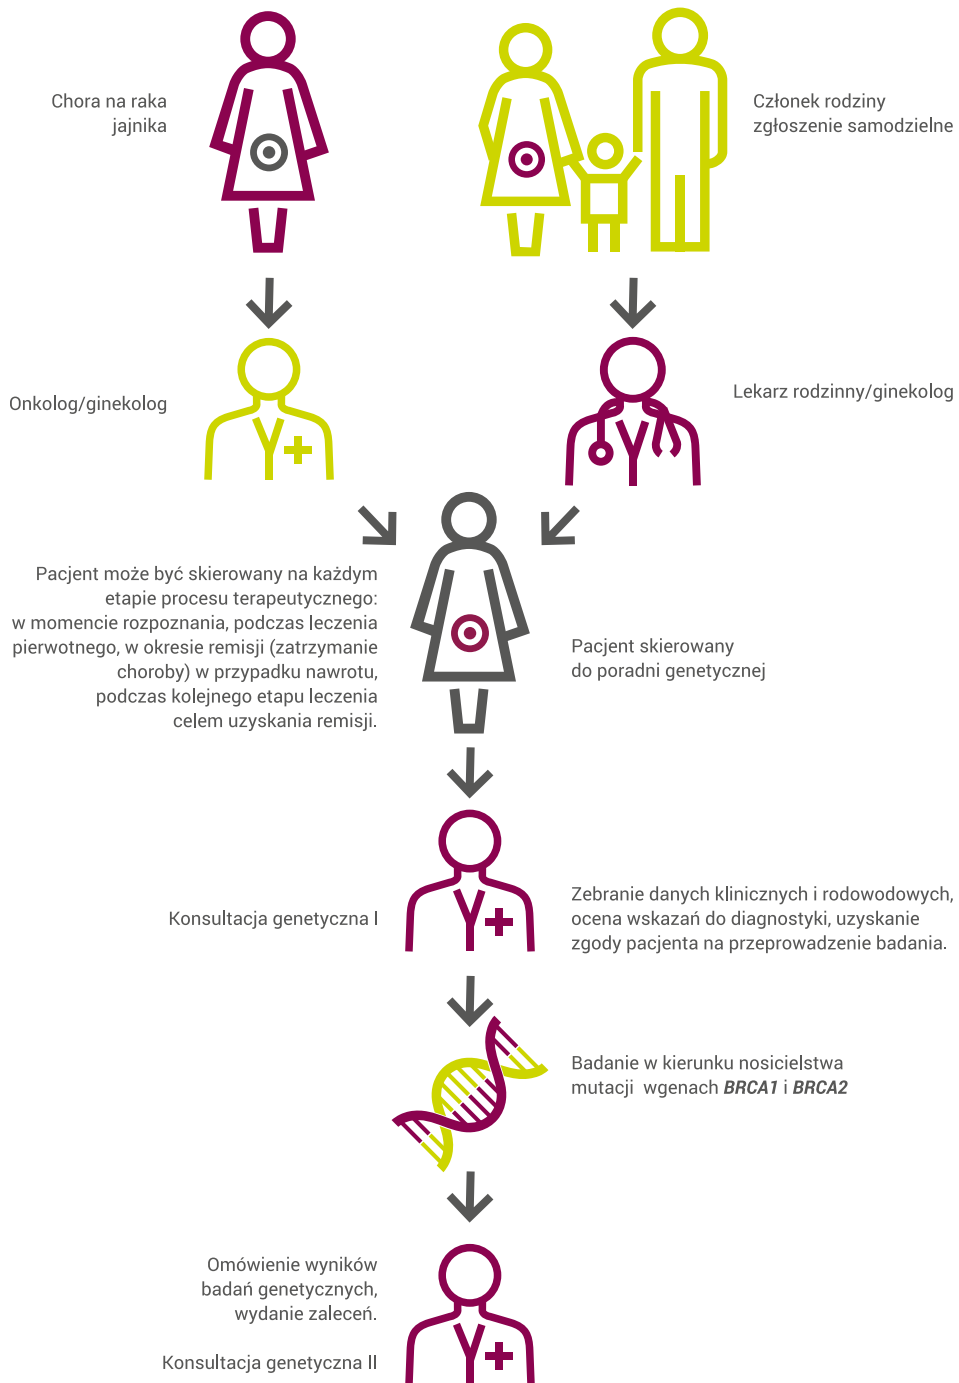 Chora na raka
jajnika
Członek rodziny
zgłoszenie samodzielne
Onkolog/ginekolog
Lekarz rodzinny/ginekolog
Pacjent może być skierowany na każdym
etapie procesu terapeutycznego:
w momencie rozpoznania, podczas leczenia
pierwotnego, w okresie remisji (zatrzymanie
choroby) w przypadku nawrotu,
podczas kolejnego etapu leczenia
celem uzyskania remisji.
Pacjent skierowany
do poradni genetycznej
Konsultacja genetyczna I
Zebranie danych klinicznych i rodowodowych,
ocena wskazań do diagnostyki, uzyskanie
zgody pacjenta na przeprowadzenie badania.
Badanie w kierunku nosicielstwa
mutacji wgenach BRCA1 i BRCA2
Omówienie wyników
badań genetycznych,
wydanie zaleceń.
Konsultacja genetyczna II